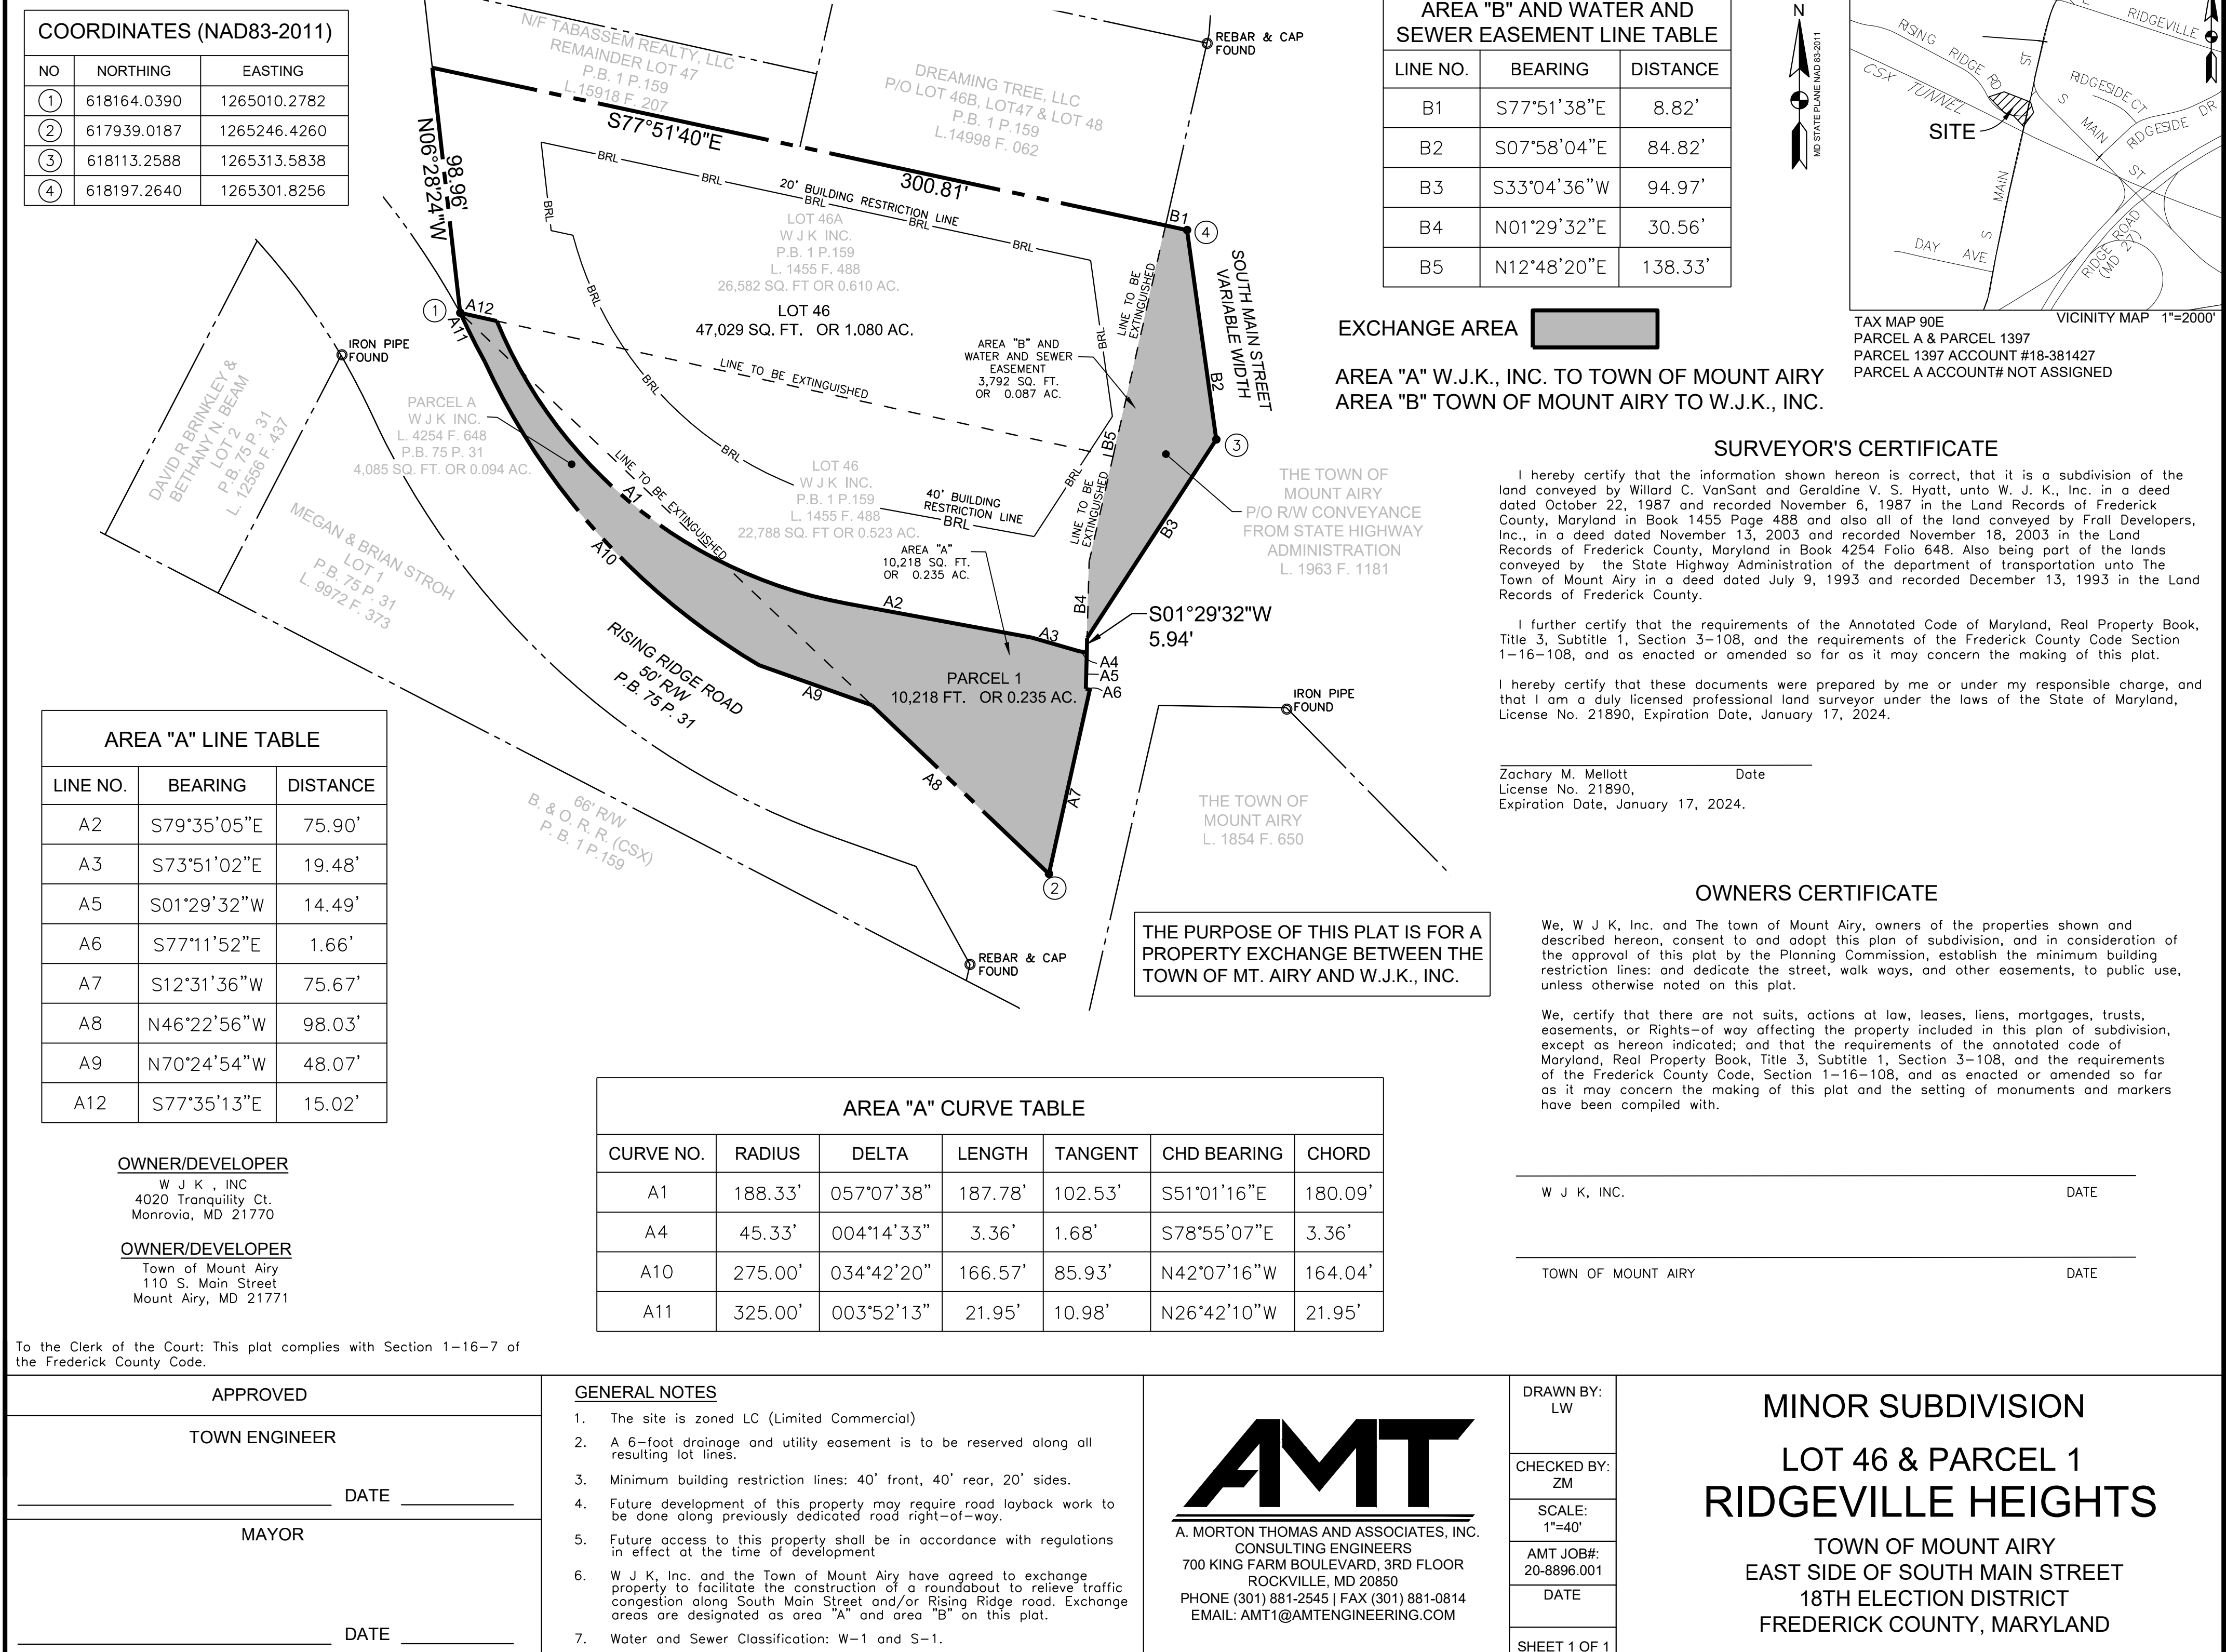 COORDINATES (NAD83-2011)
NO NORTHING EASTING
1 618164.0390 1265010.2782
2 617939.0187 1265246.4260
3 618113.2588 1265313.5838
4 618197.2640 1265301.8256
N/F TABASSEM REALTY, LLC
REMAINDER LOT 47
P.B. 1 P.159
L.15918 F. 207
DREAMING TREE, LLC
P/O LOT 46B, LOT47 & LOT 48
P.B. 1 P.159
L.14998 F. 062
REBAR & CAP
FOUND
AREA "B" AND WATER AND
SEWER EASEMENT LINE TABLE
LINE NO. BEARING DISTANCE
B1 S77°51'38"E 8.82'
B2 S07°58'04"E 84.82'
B3 S33°04'36"W 94.97'
B4 N01°29'32"E 30.56'
B5 N12°48'20"E 138.33'
N
MD STATE PLANE NAD 83-2011
RISING RIDGE RD
CSX TUNNEL
SITE
ST
RIDGEVILLE
RIDGESIDE CT
RIDGESIDE DR
S MAIN ST
S MAIN
DAY AVE
RIDGE ROAD
(MD 27)
TAX MAP 90E
VICINITY MAP 1"=2000'
PARCEL A & PARCEL 1397
PARCEL 1397 ACCOUNT #18-381427
PARCEL A ACCOUNT# NOT ASSIGNED
N06°28'24"W
98.96'
S77°51'40"E
300.81'
BRL
BRL
20' BUILDING RESTRICTION LINE
BRL
BRL
BRL
BRL
BRL
BRL
BRL
BRL
BRL
LOT 46A
W J K INC.
P.B. 1 P.159
L. 1455 F. 488
26,582 SQ. FT OR 0.610 AC.
LOT 46
47,029 SQ. FT. OR 1.080 AC.
LINE TO BE EXTINGUISHED
LINE TO BE
EXTINGUISHED
AREA "B" AND
WATER AND SEWER
EASEMENT
3,792 SQ. FT.
OR 0.087 AC.
B1
4
SOUTH MAIN STREET
VARIABLE WIDTH
B2
3
B5
B3
B4
LINE TO BE
EXTINGUISHED
1
A12
A11
IRON PIPE
FOUND
DAVID R BRINKLEY &
BETHANY N. BEAM
LOT 2
P.B. 75 P. 31
L. 12556 F. 437
PARCEL A
W J K INC.
L. 4254 F. 648
P.B. 75 P. 31
4,085 SQ. FT. OR 0.094 AC.
MEGAN & BRIAN STROH
LOT 1
P.B. 75 P. 31
L. 9972 F. 373
LINE TO BE EXTINGUISHED
A1
A10
LOT 46
W J K INC.
P.B. 1 P.159
L. 1455 F. 488
22,788 SQ. FT OR 0.523 AC.
40' BUILDING
RESTRICTION LINE
AREA "A"
10,218 SQ. FT.
OR 0.235 AC.
A2
A3
THE TOWN OF
MOUNT AIRY
P/O R/W CONVEYANCE
FROM STATE HIGHWAY
ADMINISTRATION
L. 1963 F. 1181
S01°29'32"W
5.94'
A4
A5
A6
PARCEL 1
10,218 FT. OR 0.235 AC.
A9
A8
A7
2
RISING RIDGE ROAD
50' R/W
P.B. 75 P. 31
66' R/W
B. & O. R. R. (CSX)
P. B. 1 P.159
IRON PIPE
FOUND
THE TOWN OF
MOUNT AIRY
L. 1854 F. 650
REBAR & CAP
FOUND
THE PURPOSE OF THIS PLAT IS FOR A
PROPERTY EXCHANGE BETWEEN THE
TOWN OF MT. AIRY AND W.J.K., INC.
EXCHANGE AREA
AREA "A" W.J.K., INC. TO TOWN OF MOUNT AIRY
AREA "B" TOWN OF MOUNT AIRY TO W.J.K., INC.
SURVEYOR'S CERTIFICATE
I hereby certify that the information shown hereon is correct, that it is a subdivision of the
land conveyed by Willard C. VanSant and Geraldine V. S. Hyatt, unto W. J. K., Inc. in a deed
dated October 22, 1987 and recorded November 6, 1987 in the Land Records of Frederick
County, Maryland in Book 1455 Page 488 and also all of the land conveyed by Frall Developers,
Inc., in a deed dated November 13, 2003 and recorded November 18, 2003 in the Land
Records of Frederick County, Maryland in Book 4254 Folio 648. Also being part of the lands
conveyed by the State Highway Administration of the department of transportation unto The
Town of Mount Airy in a deed dated July 9, 1993 and recorded December 13, 1993 in the Land
Records of Frederick County.
I further certify that the requirements of the Annotated Code of Maryland, Real Property Book,
Title 3, Subtitle 1, Section 3-108, and the requirements of the Frederick County Code Section
1-16-108, and as enacted or amended so far as it may concern the making of this plat.
I hereby certify that these documents were prepared by me or under my responsible charge, and
that I am a duly licensed professional land surveyor under the laws of the State of Maryland,
License No. 21890, Expiration Date, January 17, 2024.
Zachary M. Mellott Date
License No. 21890,
Expiration Date, January 17, 2024.
OWNERS CERTIFICATE
We, W J K, Inc. and The town of Mount Airy, owners of the properties shown and
described hereon, consent to and adopt this plan of subdivision, and in consideration of
the approval of this plat by the Planning Commission, establish the minimum building
restriction lines: and dedicate the street, walk ways, and other easements, to public use,
unless otherwise noted on this plat.
We, certify that there are not suits, actions at law, leases, liens, mortgages, trusts,
easements, or Rights-of way affecting the property included in this plan of subdivision,
except as hereon indicated; and that the requirements of the annotated code of
Maryland, Real Property Book, Title 3, Subtitle 1, Section 3-108, and the requirements
of the Frederick County Code, Section 1-16-108, and as enacted or amended so far
as it may concern the making of this plat and the setting of monuments and markers
have been compiled with.
W J K, INC. DATE
TOWN OF MOUNT AIRY DATE
AREA "A" LINE TABLE
LINE NO. BEARING DISTANCE
A2 S79°35'05"E 75.90'
A3 S73°51'02"E 19.48'
A5 S01°29'32"W 14.49'
A6 S77°11'52"E 1.66'
A7 S12°31'36"W 75.67'
A8 N46°22'56"W 98.03'
A9 N70°24'54"W 48.07'
A12 S77°35'13"E 15.02'
AREA "A" CURVE TABLE
CURVE NO. RADIUS DELTA LENGTH TANGENT CHD BEARING CHORD
A1 188.33' 057°07'38" 187.78' 102.53' S51°01'16"E 180.09'
A4 45.33' 004°14'33" 3.36' 1.68' S78°55'07"E 3.36'
A10 275.00' 034°42'20" 166.57' 85.93' N42°07'16"W 164.04'
A11 325.00' 003°52'13" 21.95' 10.98' N26°42'10"W 21.95'
OWNER/DEVELOPER
W J K , INC
4020 Tranquility Ct.
Monrovia, MD 21770
OWNER/DEVELOPER
Town of Mount Airy
110 S. Main Street
Mount Airy, MD 21771
To the Clerk of the Court: This plat complies with Section 1-16-7 of
the Frederick County Code.
APPROVED
TOWN ENGINEER
DATE
MAYOR
DATE
GENERAL NOTES
1. The site is zoned LC (Limited Commercial)
2. A 6-foot drainage and utility easement is to be reserved along all
resulting lot lines.
3. Minimum building restriction lines: 40' front, 40' rear, 20' sides.
4. Future development of this property may require road layback work to
be done along previously dedicated road right-of-way.
5. Future access to this property shall be in accordance with regulations
in effect at the time of development
6. W J K, Inc. and the Town of Mount Airy have agreed to exchange
property to facilitate the construction of a roundabout to relieve traffic
congestion along South Main Street and/or Rising Ridge road. Exchange
areas are designated as area "A" and area "B" on this plat.
7. Water and Sewer Classification: W-1 and S-1.
AMT
A. MORTON THOMAS AND ASSOCIATES, INC.
CONSULTING ENGINEERS
700 KING FARM BOULEVARD, 3RD FLOOR
ROCKVILLE, MD 20850
PHONE (301) 881-2545 | FAX (301) 881-0814
EMAIL: AMT1@AMTENGINEERING.COM
DRAWN BY:
LW
CHECKED BY:
ZM
SCALE:
1"=40'
AMT JOB#:
20-8896.001
DATE
SHEET 1 OF 1
MINOR SUBDIVISION
LOT 46 & PARCEL 1
RIDGEVILLE HEIGHTS
TOWN OF MOUNT AIRY
EAST SIDE OF SOUTH MAIN STREET
18TH ELECTION DISTRICT
FREDERICK COUNTY, MARYLAND